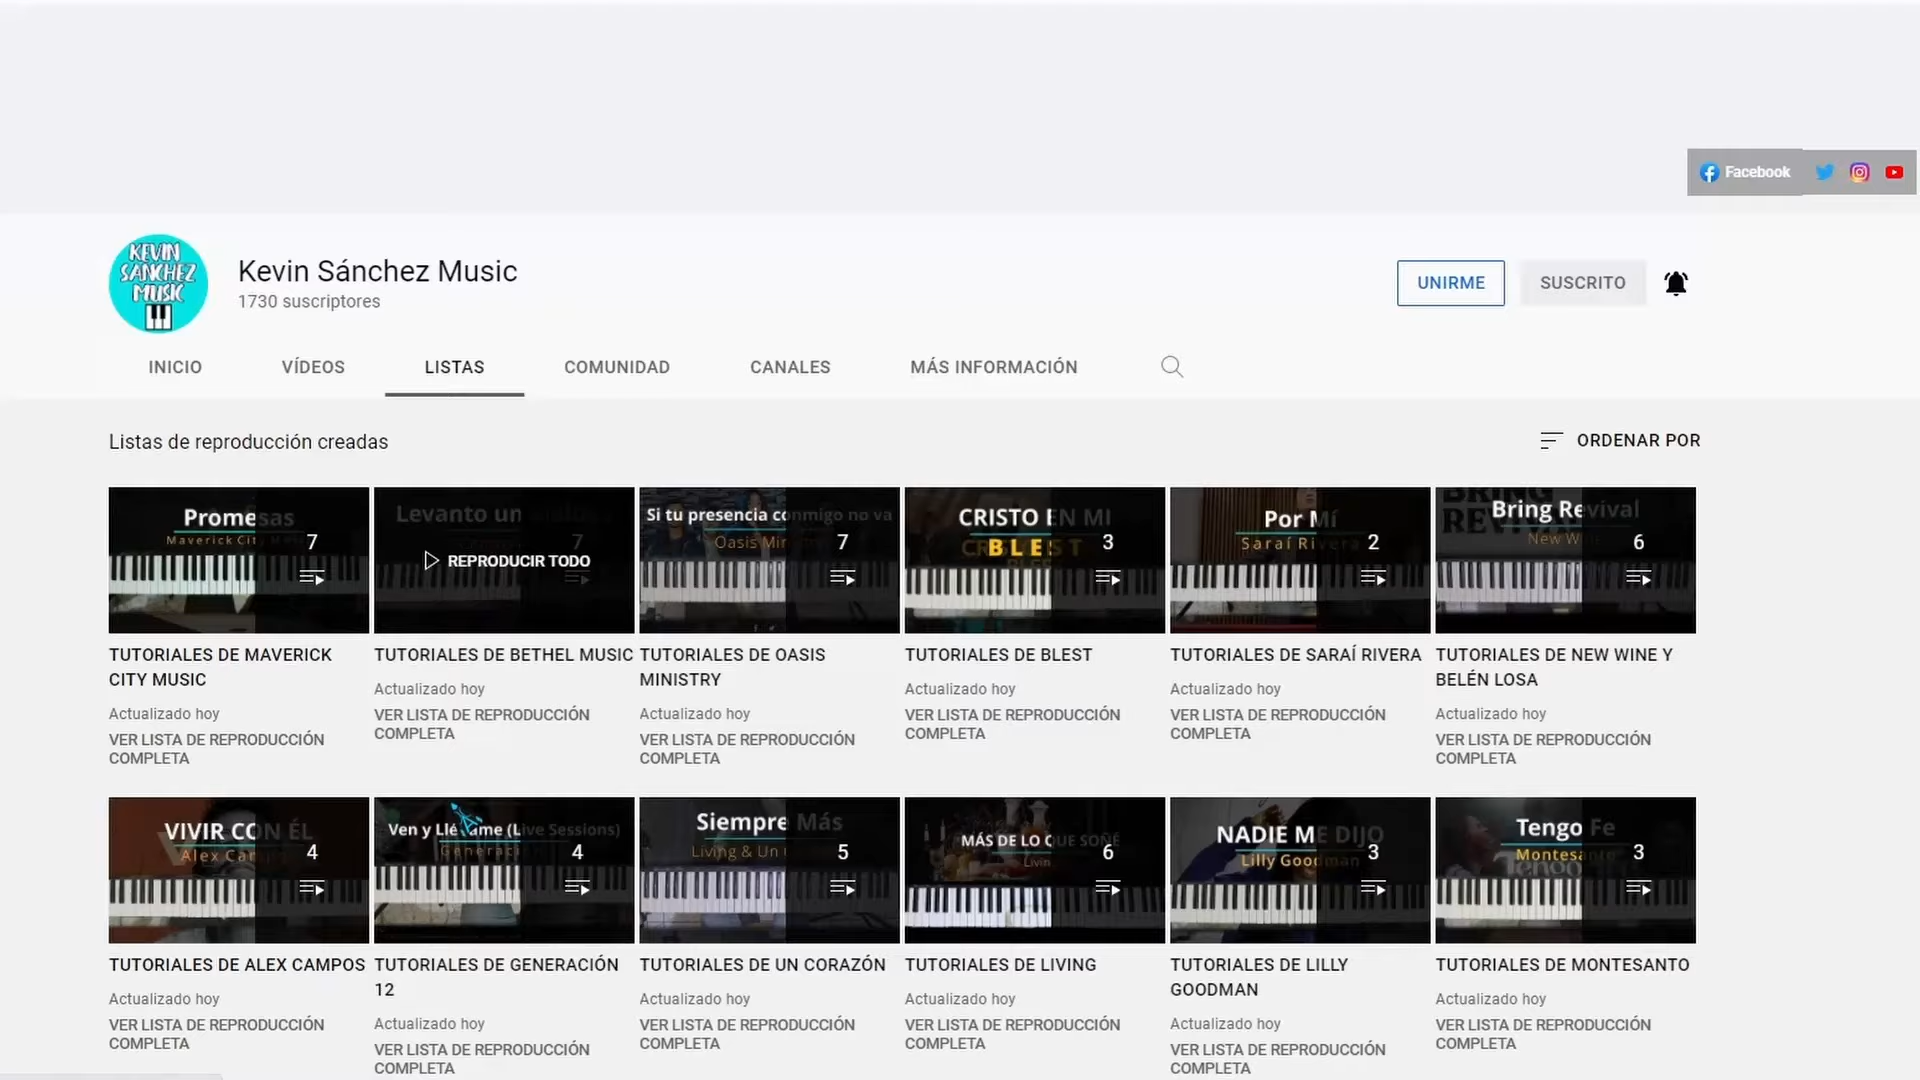 Facebook
KEVIN
SANCHEZ
MUSIC
Kevin Sánchez Music
1730 suscriptores
UNIRME
SUSCRITO
INICIO
VÍDEOS
LISTAS
COMUNIDAD
CANALES
MÁS INFORMACIÓN
Listas de reproducción creadas
ORDENAR POR
Promesas
Maverick City
7
TUTORIALES DE MAVERICK
CITY MUSIC
Actualizado hoy
VER LISTA DE REPRODUCCIÓN
COMPLETA
Levanto un
7
REPRODUCIR TODO
TUTORIALES DE BETHEL MUSIC
Actualizado hoy
VER LISTA DE REPRODUCCIÓN
COMPLETA
Si tu presencia conmigo no va
Oasis
7
TUTORIALES DE OASIS
MINISTRY
Actualizado hoy
VER LISTA DE REPRODUCCIÓN
COMPLETA
CRISTO EN MI
BLEST
3
TUTORIALES DE BLEST
Actualizado hoy
VER LISTA DE REPRODUCCIÓN
COMPLETA
Por Mí
Saraí Rivera
2
TUTORIALES DE SARAÍ RIVERA
Actualizado hoy
VER LISTA DE REPRODUCCIÓN
COMPLETA
BRING
Bring Revival
New
6
TUTORIALES DE NEW WINE Y
BELÉN LOSA
Actualizado hoy
VER LISTA DE REPRODUCCIÓN
COMPLETA
VIVIR CON ÉL
Alex
4
TUTORIALES DE ALEX CAMPOS
Actualizado hoy
VER LISTA DE REPRODUCCIÓN
COMPLETA
Ven y Lléname (Live Sessions)
4
TUTORIALES DE GENERACIÓN
12
Actualizado hoy
VER LISTA DE REPRODUCCIÓN
COMPLETA
Siempre Más
Living & Un
5
TUTORIALES DE UN CORAZÓN
Actualizado hoy
VER LISTA DE REPRODUCCIÓN
COMPLETA
MÁS DE LO QUE SOÑÉ
Livin
6
TUTORIALES DE LIVING
Actualizado hoy
VER LISTA DE REPRODUCCIÓN
COMPLETA
NADIE ME DIJO
Lilly Goodman
3
TUTORIALES DE LILLY
GOODMAN
Actualizado hoy
VER LISTA DE REPRODUCCIÓN
COMPLETA
Tengo Fe
Montesanto
3
TUTORIALES DE MONTESANTO
Actualizado hoy
VER LISTA DE REPRODUCCIÓN
COMPLETA